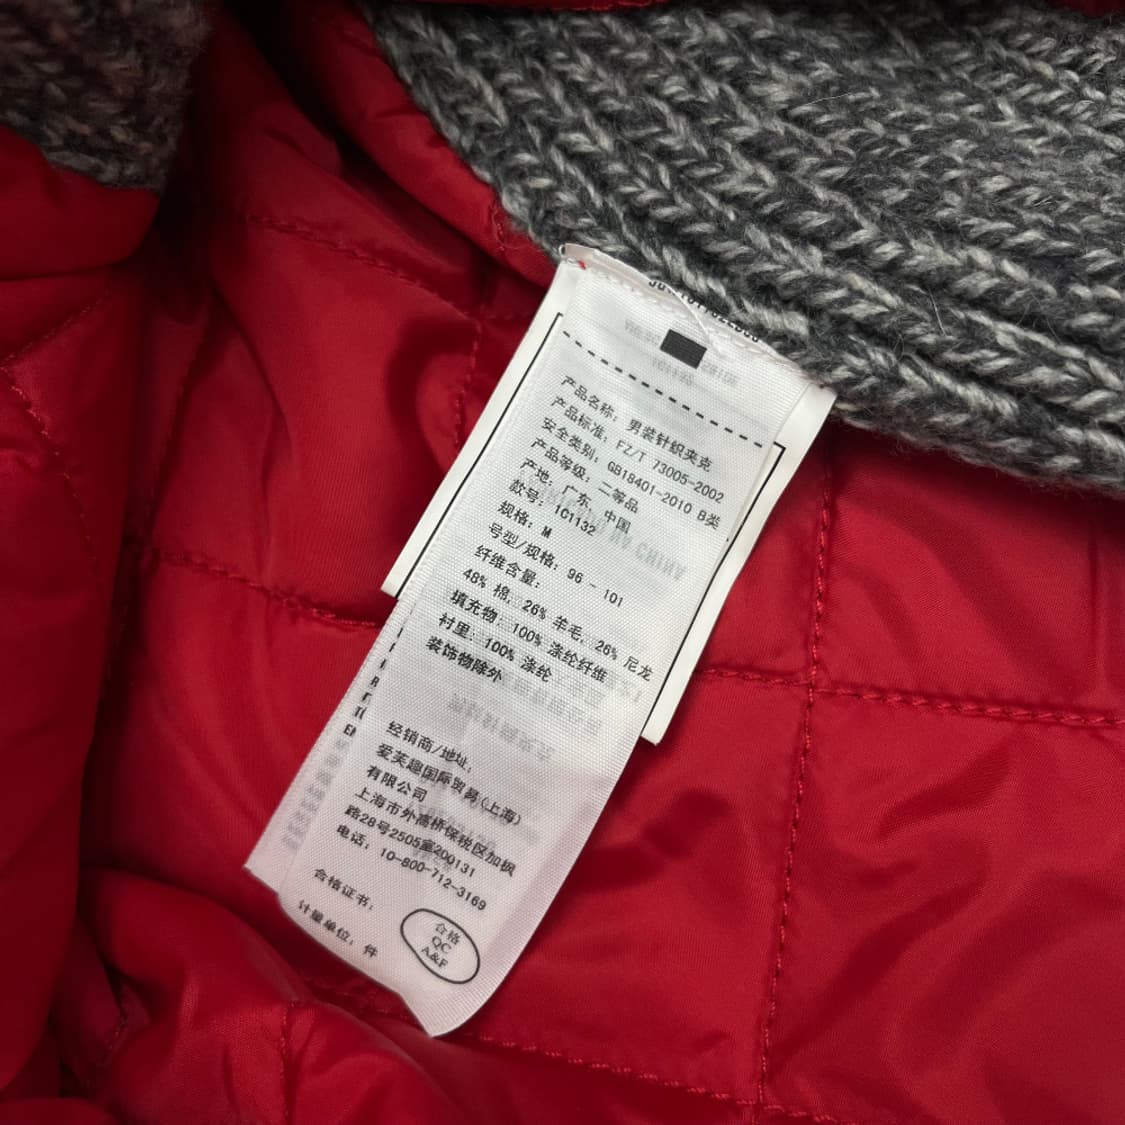 产品名称: 男装针织夹克
产品标准: FZ/T 73005-2002
安全类别: GB18401-2010 B类
产品等级: 二等品
产地: 广东, 中国
款号: 1C1132
规格: M
号型/规格: 96 - 101
纤维含量:
48% 棉, 26% 羊毛, 26% 尼龙
填充物: 100% 涤纶纤维
衬里: 100% 涤纶
装饰物除外
经销商/地址:
爱芙趣国际贸易(上海)
有限公司
上海市外高桥保税区加枫
路28号2505室200131
电话: 10-800-712-3169
合格证书:
计量单位: 件
合格
QC
A&F